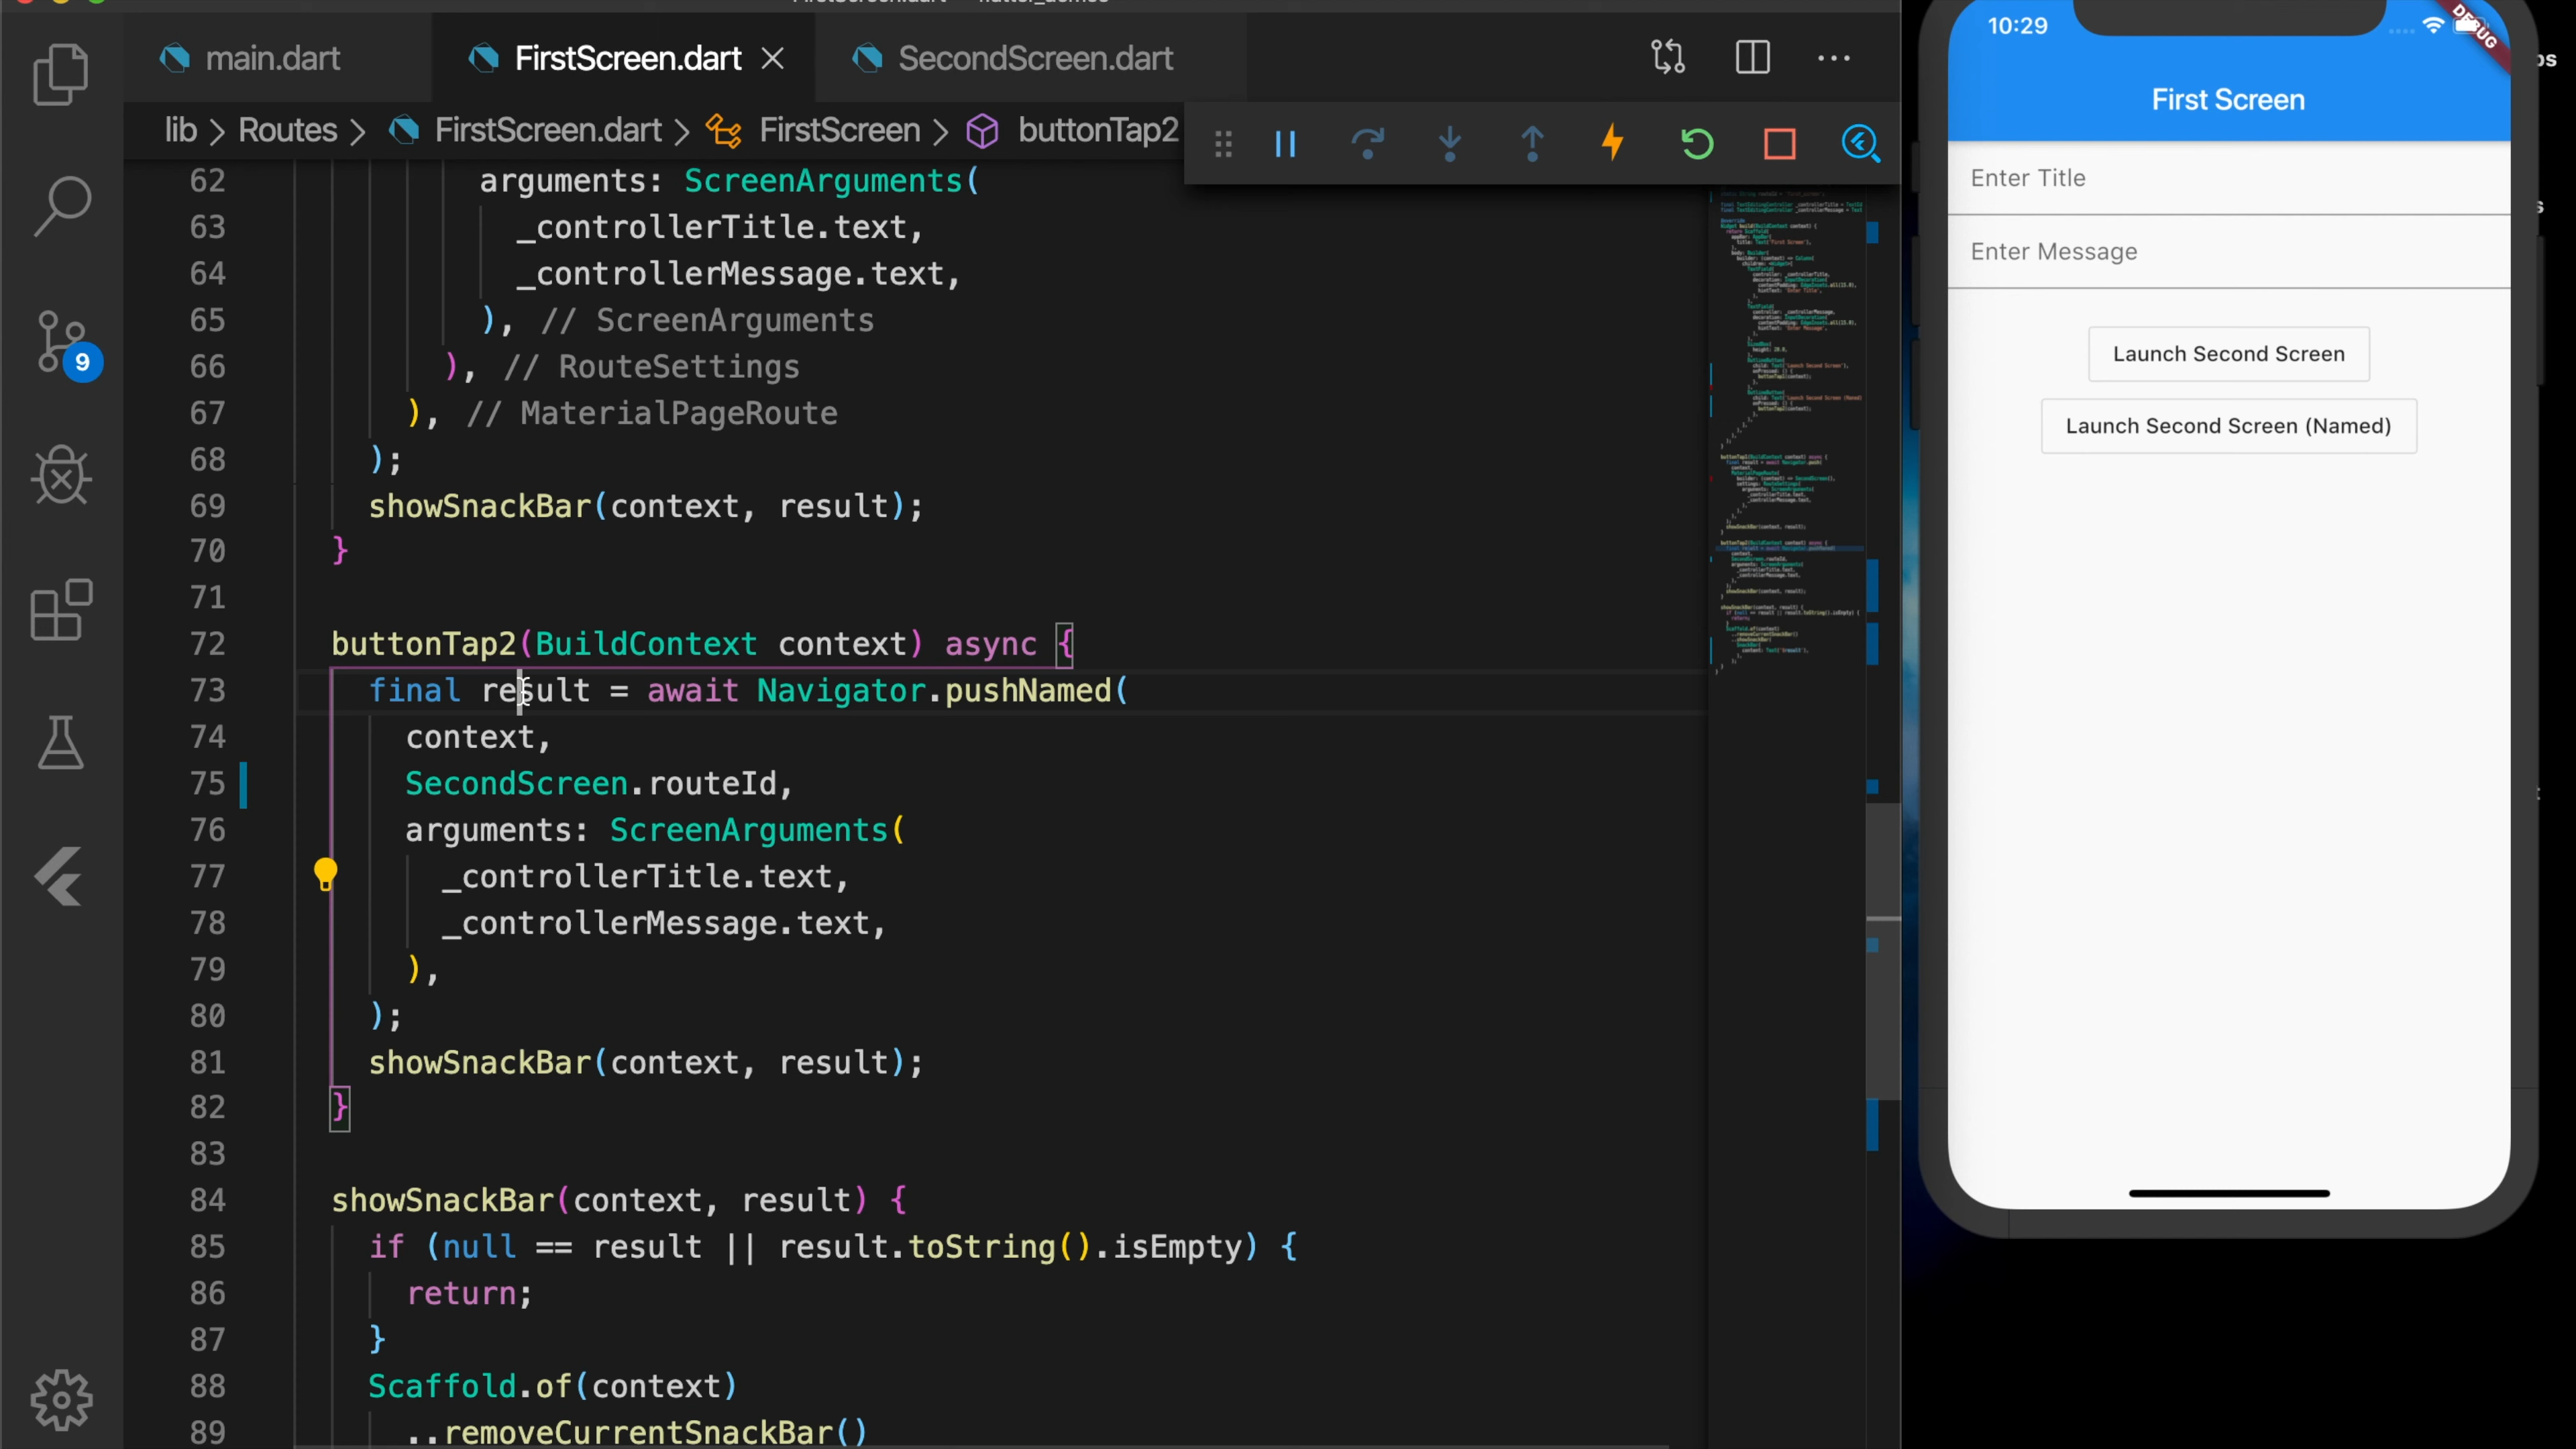 main.dart
FirstScreen.dart
SecondScreen.dart
lib > Routes > FirstScreen.dart > FirstScreen > buttonTap2
62 arguments: ScreenArguments(
63 _controllerTitle.text,
64 _controllerMessage.text,
65 ), // ScreenArguments
66 ), // RouteSettings
67 ), // MaterialPageRoute
68 );
69 showSnackBar(context, result);
70 }
71
72 buttonTap2(BuildContext context) async {
73 final result = await Navigator.pushNamed(
74 context,
75 SecondScreen.routeId,
76 arguments: ScreenArguments(
77 _controllerTitle.text,
78 _controllerMessage.text,
79 ),
80 );
81 showSnackBar(context, result);
82 }
83
84 showSnackBar(context, result) {
85 if (null == result || result.toString().isEmpty) {
86 return;
87 }
88 Scaffold.of(context)
89 ..removeCurrentSnackBar()
9
10:29
DEBUG
First Screen
Enter Title
Enter Message
Launch Second Screen
Launch Second Screen (Named)